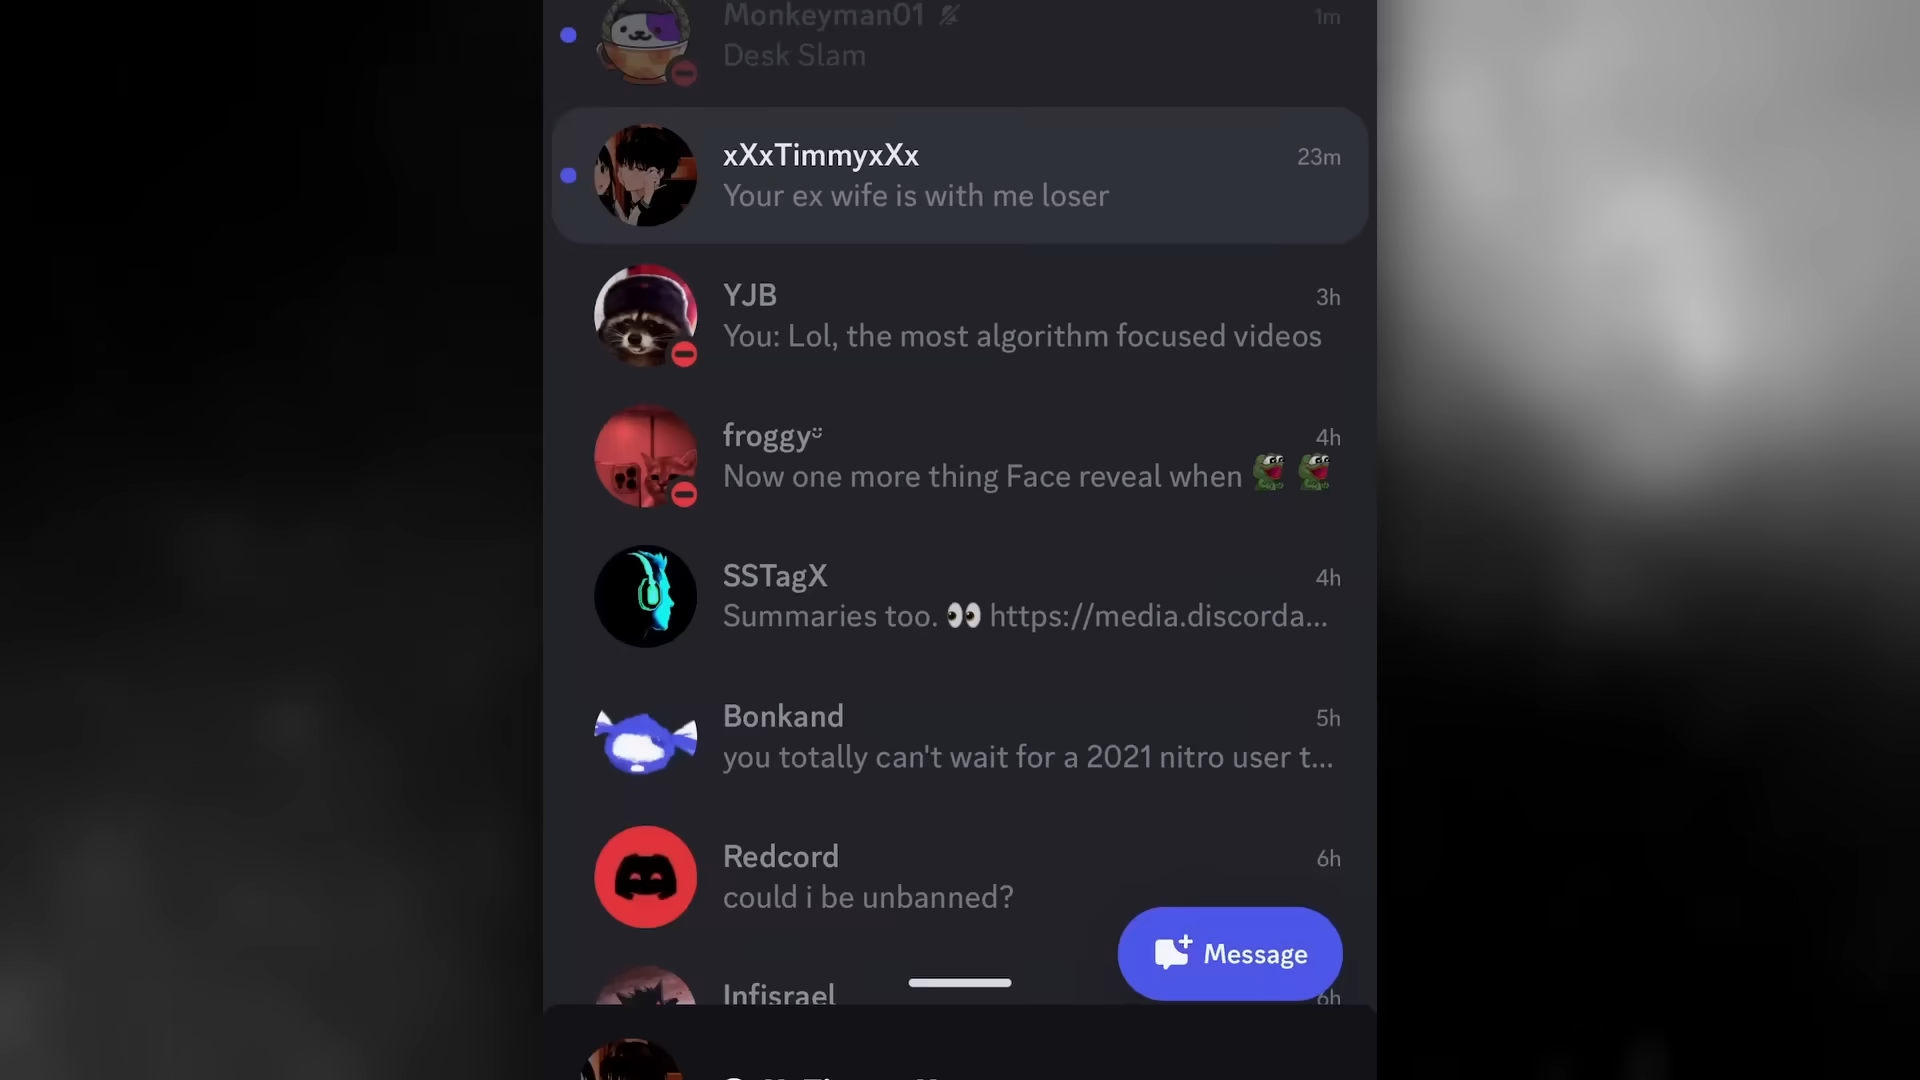 Monkeyman01 1m
Desk Slam
xXxTimmyxXx 23m
Your ex wife is with me loser
YJB 3h
You: Lol, the most algorithm focused videos
froggyᵕ̈ 4h
Now one more thing Face reveal when
SSTagX 4h
Summaries too. 👀 https://media.discorda...
Bonkand 5h
you totally can't wait for a 2021 nitro user t...
Redcord 6h
could i be unbanned?
Message
Infisrael 6h